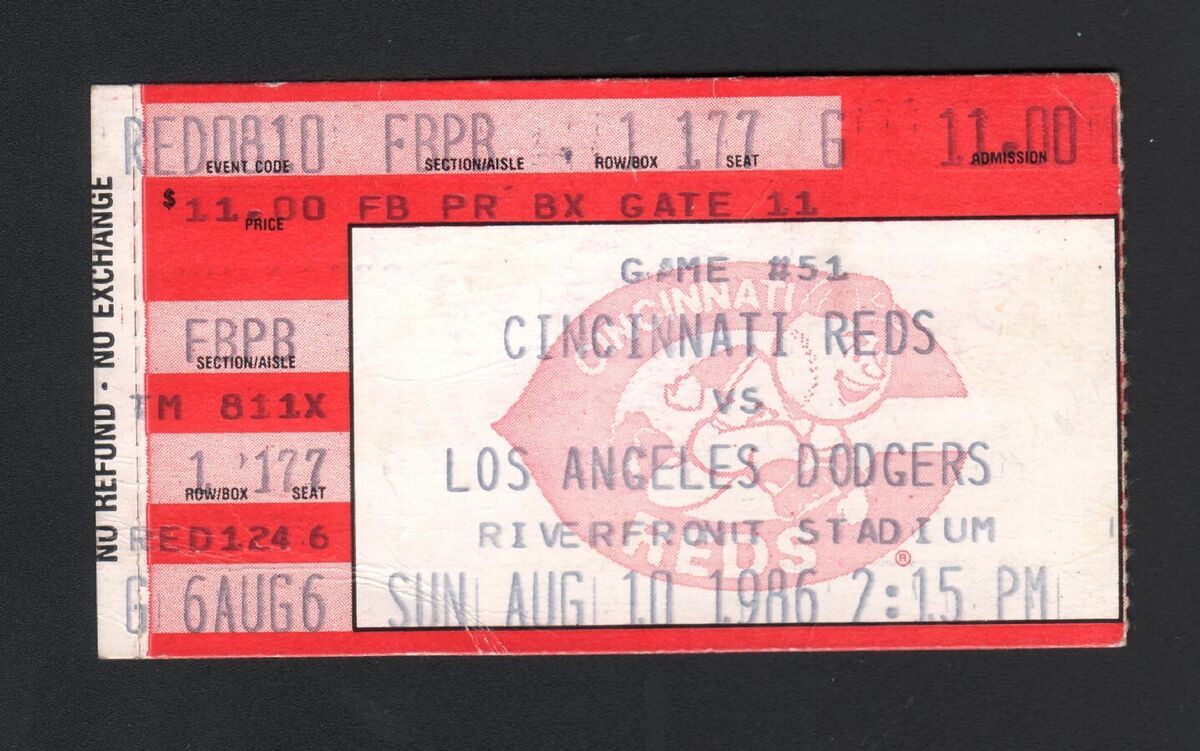 NO REFUND · NO EXCHANGE
RED0810 FBPR 1 177 G 11.00
EVENT CODE SECTION/AISLE ROW/BOX SEAT ADMISSION
$ 11.00 FB PR BX GATE 11
PRICE
GAME #51
CINCINNATI
CINCINNATI REDS
FBPR
SECTION/AISLE
VS
TM 811X
LOS ANGELES DODGERS
1 177
ROW/BOX SEAT
RIVERFRONT STADIUM
RED124 6
REDS ®
G 6AUG6
SUN AUG 10 1986 2:15 PM